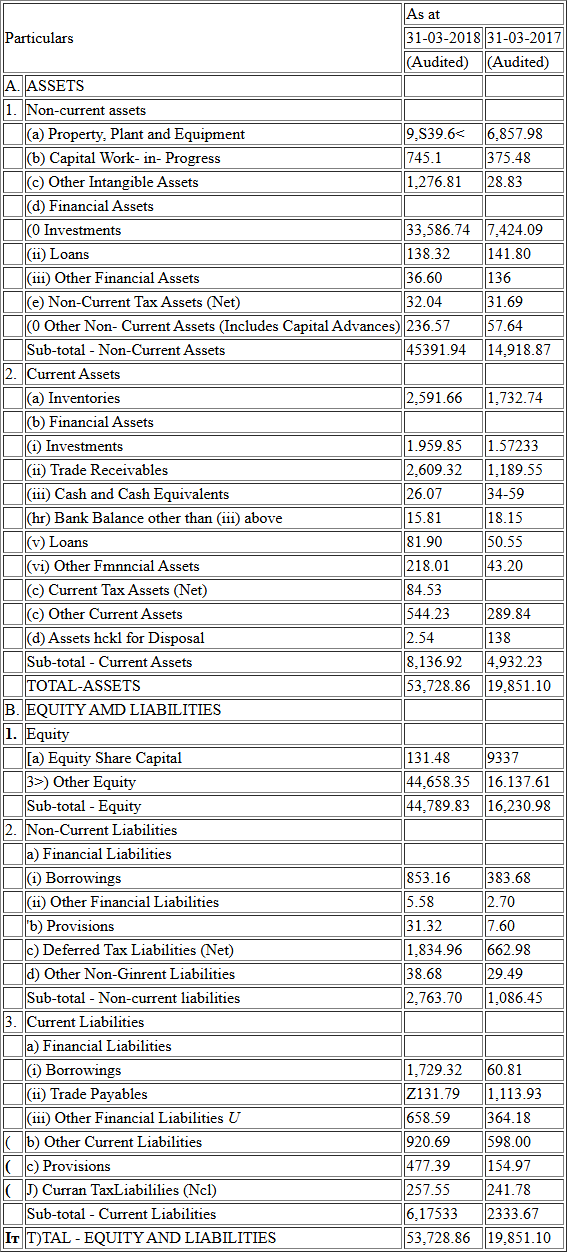 Particulars As at
31-03-2018 31-03-2017
(Audited) (Audited)
A. ASSETS
1. Non-current assets
(a) Property, Plant and Equipment 9,S39.6< 6,857.98
(b) Capital Work- in- Progress 745.1 375.48
(c) Other Intangible Assets 1,276.81 28.83
(d) Financial Assets
(0 Investments 33,586.74 7,424.09
(ii) Loans 138.32 141.80
(iii) Other Financial Assets 36.60 136
(e) Non-Current Tax Assets (Net) 32.04 31.69
(0 Other Non- Current Assets (Includes Capital Advances) 236.57 57.64
Sub-total - Non-Current Assets 45391.94 14,918.87
2. Current Assets
(a) Inventories 2,591.66 1,732.74
(b) Financial Assets
(i) Investments 1.959.85 1.57233
(ii) Trade Receivables 2,609.32 1,189.55
(iii) Cash and Cash Equivalents 26.07 34-59
(hr) Bank Balance other than (iii) above 15.81 18.15
(v) Loans 81.90 50.55
(vi) Other Fmnncial Assets 218.01 43.20
(c) Current Tax Assets (Net) 84.53
(c) Other Current Assets 544.23 289.84
(d) Assets hckl for Disposal 2.54 138
Sub-total - Current Assets 8,136.92 4,932.23
TOTAL-ASSETS 53,728.86 19,851.10
B. EQUITY AMD LIABILITIES
1. Equity
[a) Equity Share Capital 131.48 9337
3>) Other Equity 44,658.35 16.137.61
Sub-total - Equity 44,789.83 16,230.98
2. Non-Current Liabilities
a) Financial Liabilities
(i) Borrowings 853.16 383.68
(ii) Other Financial Liabilities 5.58 2.70
'b) Provisions 31.32 7.60
c) Deferred Tax Liabilities (Net) 1,834.96 662.98
d) Other Non-Ginrent Liabilities 38.68 29.49
Sub-total - Non-current liabilities 2,763.70 1,086.45
3. Current Liabilities
a) Financial Liabilities
(i) Borrowings 1,729.32 60.81
(ii) Trade Payables Z131.79 1,113.93
(iii) Other Financial Liabilities U 658.59 364.18
( b) Other Current Liabilities 920.69 598.00
( c) Provisions 477.39 154.97
( J) Curran TaxLiabililies (Ncl) 257.55 241.78
Sub-total - Current Liabilities 6,17533 2333.67
Iт T)TAL - EQUITY AND LIABILITIES 53,728.86 19,851.10